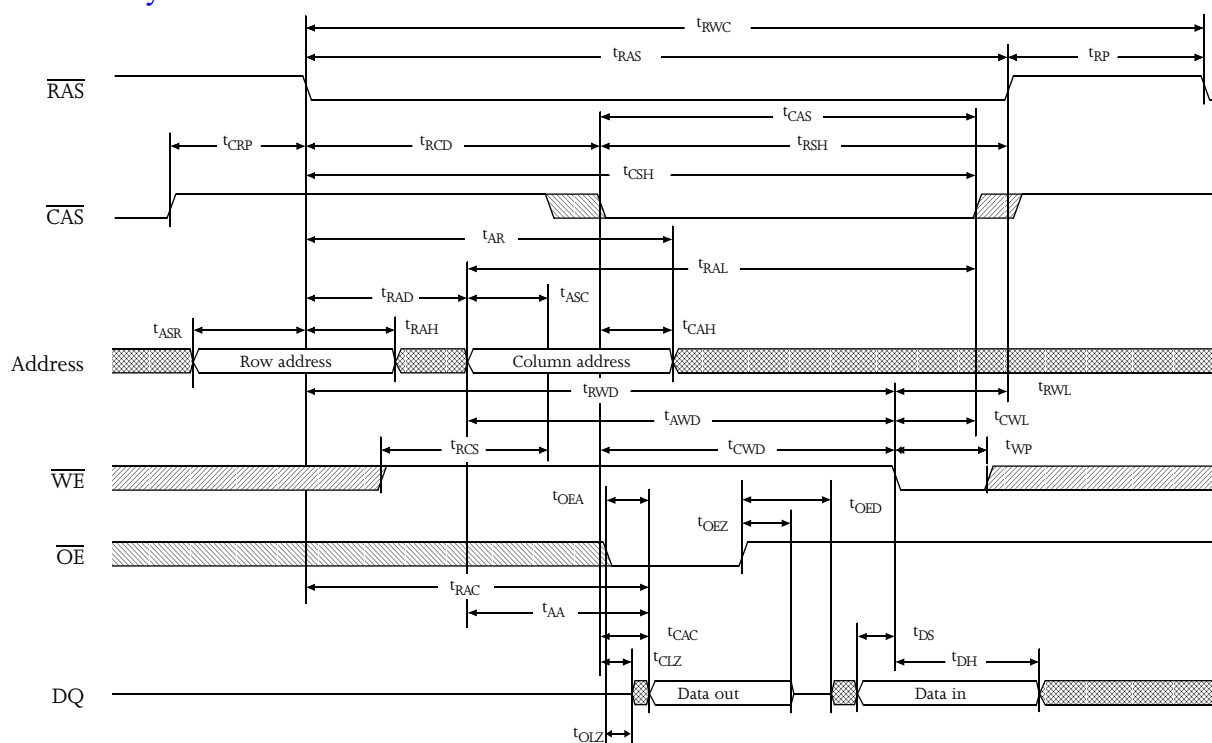 y
tRWC
tRAS tRP
RAS
tCAS
tCRP tRCD tRSH
tCSH
CAS
tAR
tRAL
tRAD tASC
tASR tRAH tCAH
Address Row address Column address
tRWD tRWL
tAWD tCWL
tRCS tCWD tWP
WE
tOEA tOED
tOEZ
OE
tRAC
tAA
tCAC tDS
tCLZ tDH
DQ Data out Data in
tOLZ